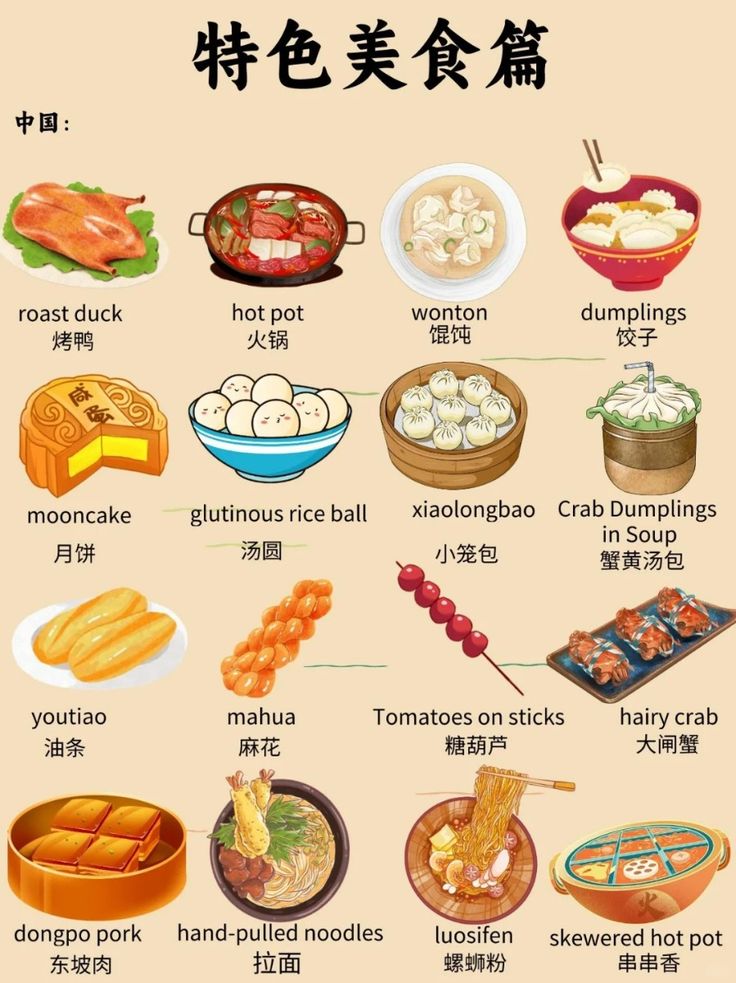 特色美食篇
中国：
roast duck
烤鸭
hot pot
火锅
wonton
馄饨
dumplings
饺子
咸蛋
mooncake
月饼
glutinous rice ball
汤圆
xiaolongbao
小笼包
Crab Dumplings
in Soup
蟹黄汤包
youtiao
油条
mahua
麻花
Tomatoes on sticks
糖葫芦
hairy crab
大闸蟹
dongpo pork
东坡肉
hand-pulled noodles
拉面
luosifen
螺蛳粉
火
skewered hot pot
串串香